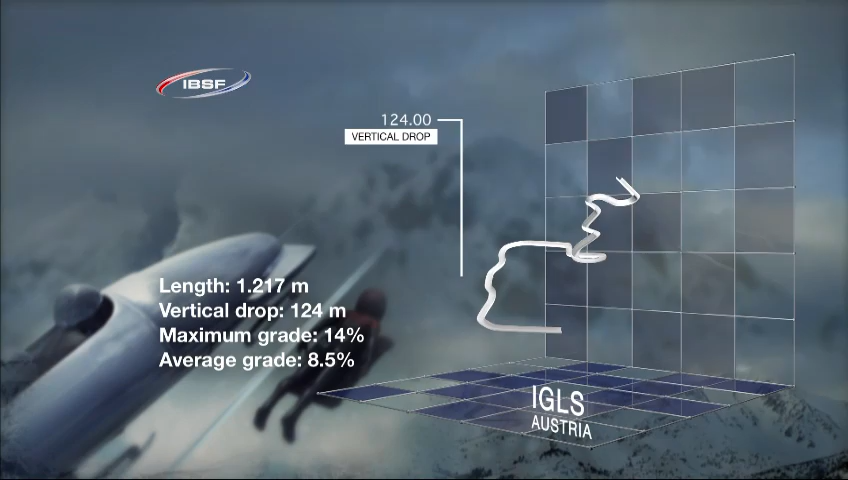 IBSF
124.00
VERTICAL DROP
Length: 1.217 m
Vertical drop: 124 m
Maximum grade: 14%
Average grade: 8.5%
IGLS
AUSTRIA